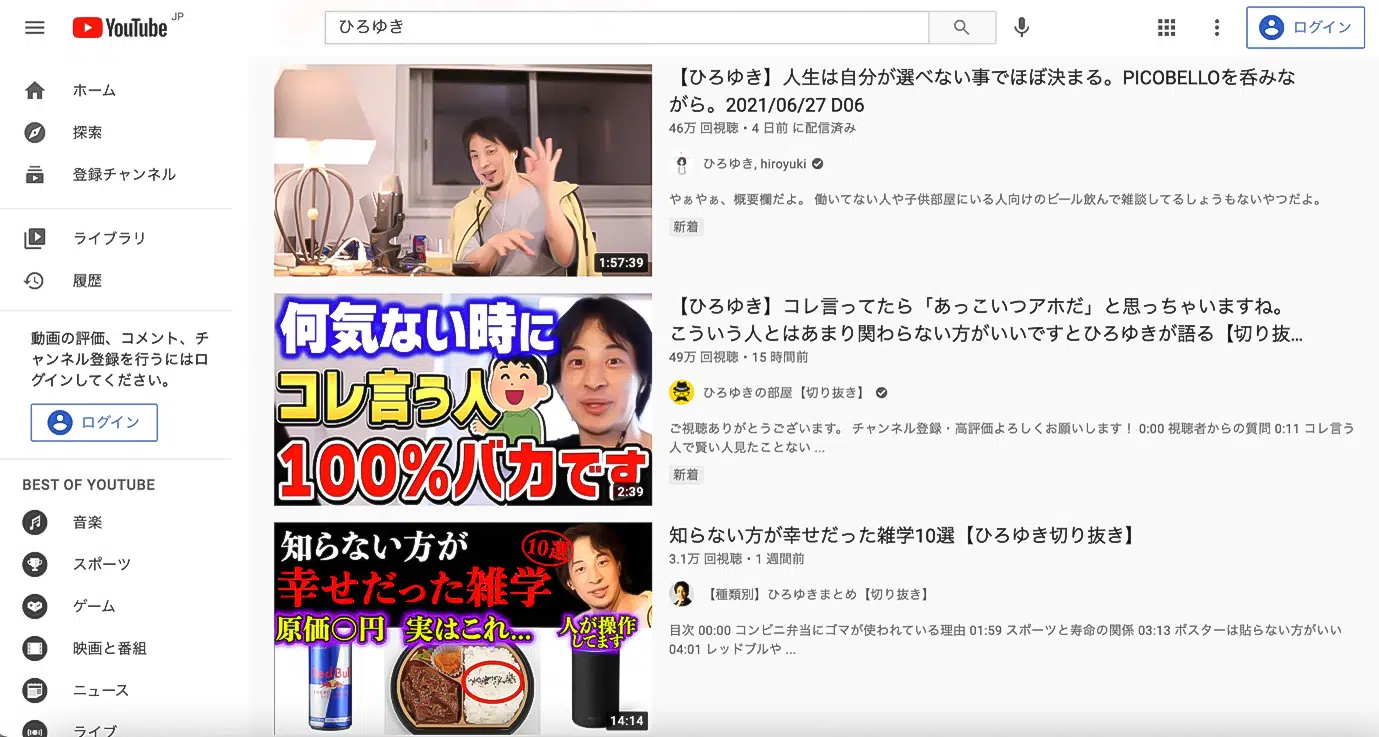 YouTube JP
ひろゆき
ログイン
ホーム
探索
登録チャンネル
ライブラリ
履歴
動画の評価、コメント、チ
ャンネル登録を行うにはロ
グインしてください。
ログイン
BEST OF YOUTUBE
音楽
スポーツ
ゲーム
映画と番組
ニュース
ライブ
1:57:39
【ひろゆき】人生は自分が選べない事でほぼ決まる。PICOBELLOを呑みな
がら。2021/06/27 D06
46万 回視聴・4 日前 に配信済み
ひろゆき, hiroyuki
やぁやぁ、概要欄だよ。 働いてない人や子供部屋にいる人向けのビール飲んで雑談してるしょうもないやつだよ。
新着
何気ない時に
コレ言う人
100%バカです
2:39
【ひろゆき】コレ言ってたら「あっこいつアホだ」と思っちゃいますね。
こういう人とはあまり関わらない方がいいですとひろゆきが語る【切り抜...
49万 回視聴・15 時間前
ひろゆきの部屋【切り抜き】
ご視聴ありがとうございます。 チャンネル登録・高評価よろしくお願いします！ 0:00 視聴者からの質問 0:11 コレ言う
人で賢い人見たことない ...
新着
知らない方が
10選
幸せだった雑学
原価〇円 実はこれ... 人が操作
してます
RedBull
14:14
知らない方が幸せだった雑学10選【ひろゆき切り抜き】
3.1万 回視聴・1 週間前
【種類別】ひろゆきまとめ【切り抜き】
目次 00:00 コンビニ弁当にゴマが使われている理由 01:59 スポーツと寿命の関係 03:13 ポスターは貼らない方がいい
04:01 レッドブルや ...